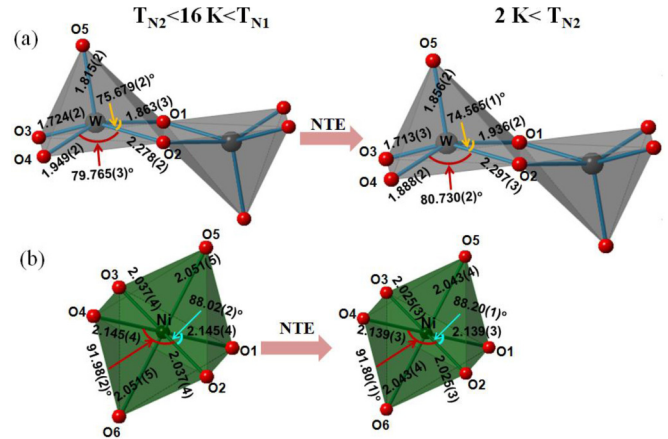 T_N2<16 K<T_N1
2 K< T_N2
(a)
O5
1.815(2)
75.679(2)°
1.863(3)
1.724(2)
O3
W
O1
O4
O2
1.949(2)
2.278(2)
79.765(3)°
NTE
O5
1.856(2)
74.565(1)°
1.936(2)
1.713(3)
O3
W
O1
O4
O2
1.888(2)
2.297(3)
80.730(2)°
(b)
O5
O3
2.037(4)
2.051(5)
88.02(2)°
O4
Ni
2.145(4)
2.145(4)
O1
91.98(2)°
2.051(5)
2.037(4)
O2
O6
NTE
O5
O3
2.025(3)
2.043(4)
88.20(1)°
O4
Ni
2.139(3)
2.139(3)
O1
91.80(1)°
2.043(4)
2.025(3)
O2
O6